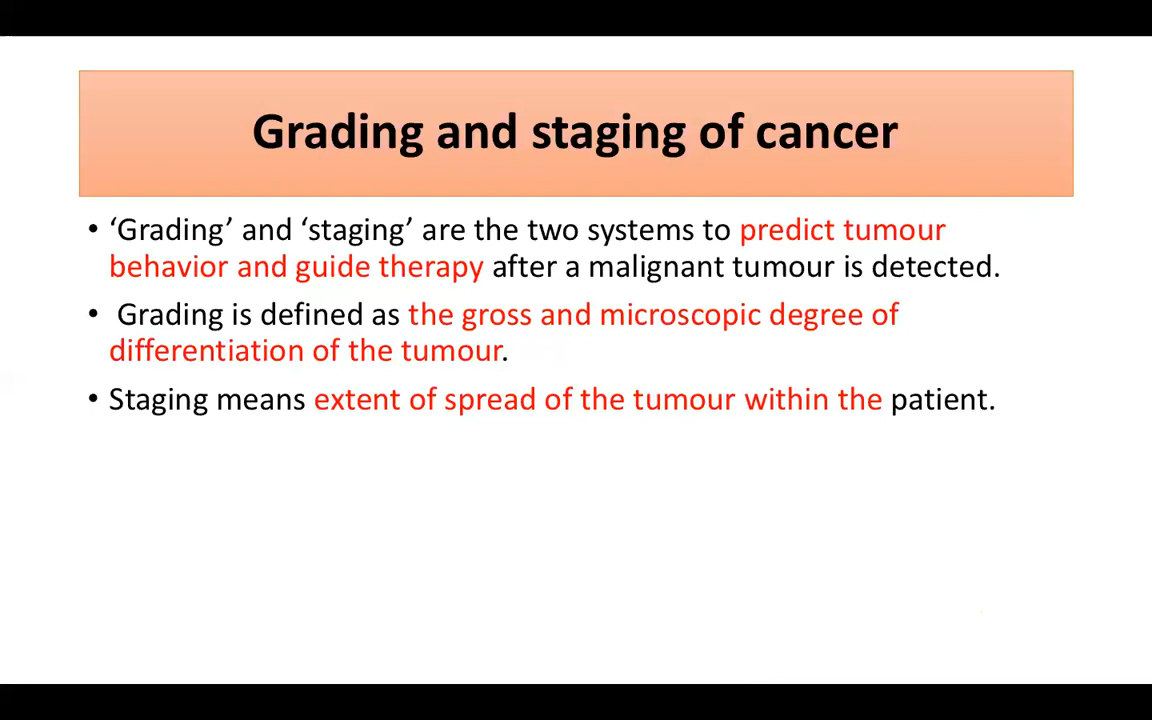 Grading and staging of cancer
• ‘Grading’ and ‘staging’ are the two systems to predict tumour
behavior and guide therapy after a malignant tumour is detected.
• Grading is defined as the gross and microscopic degree of
differentiation of the tumour.
• Staging means extent of spread of the tumour within the patient.